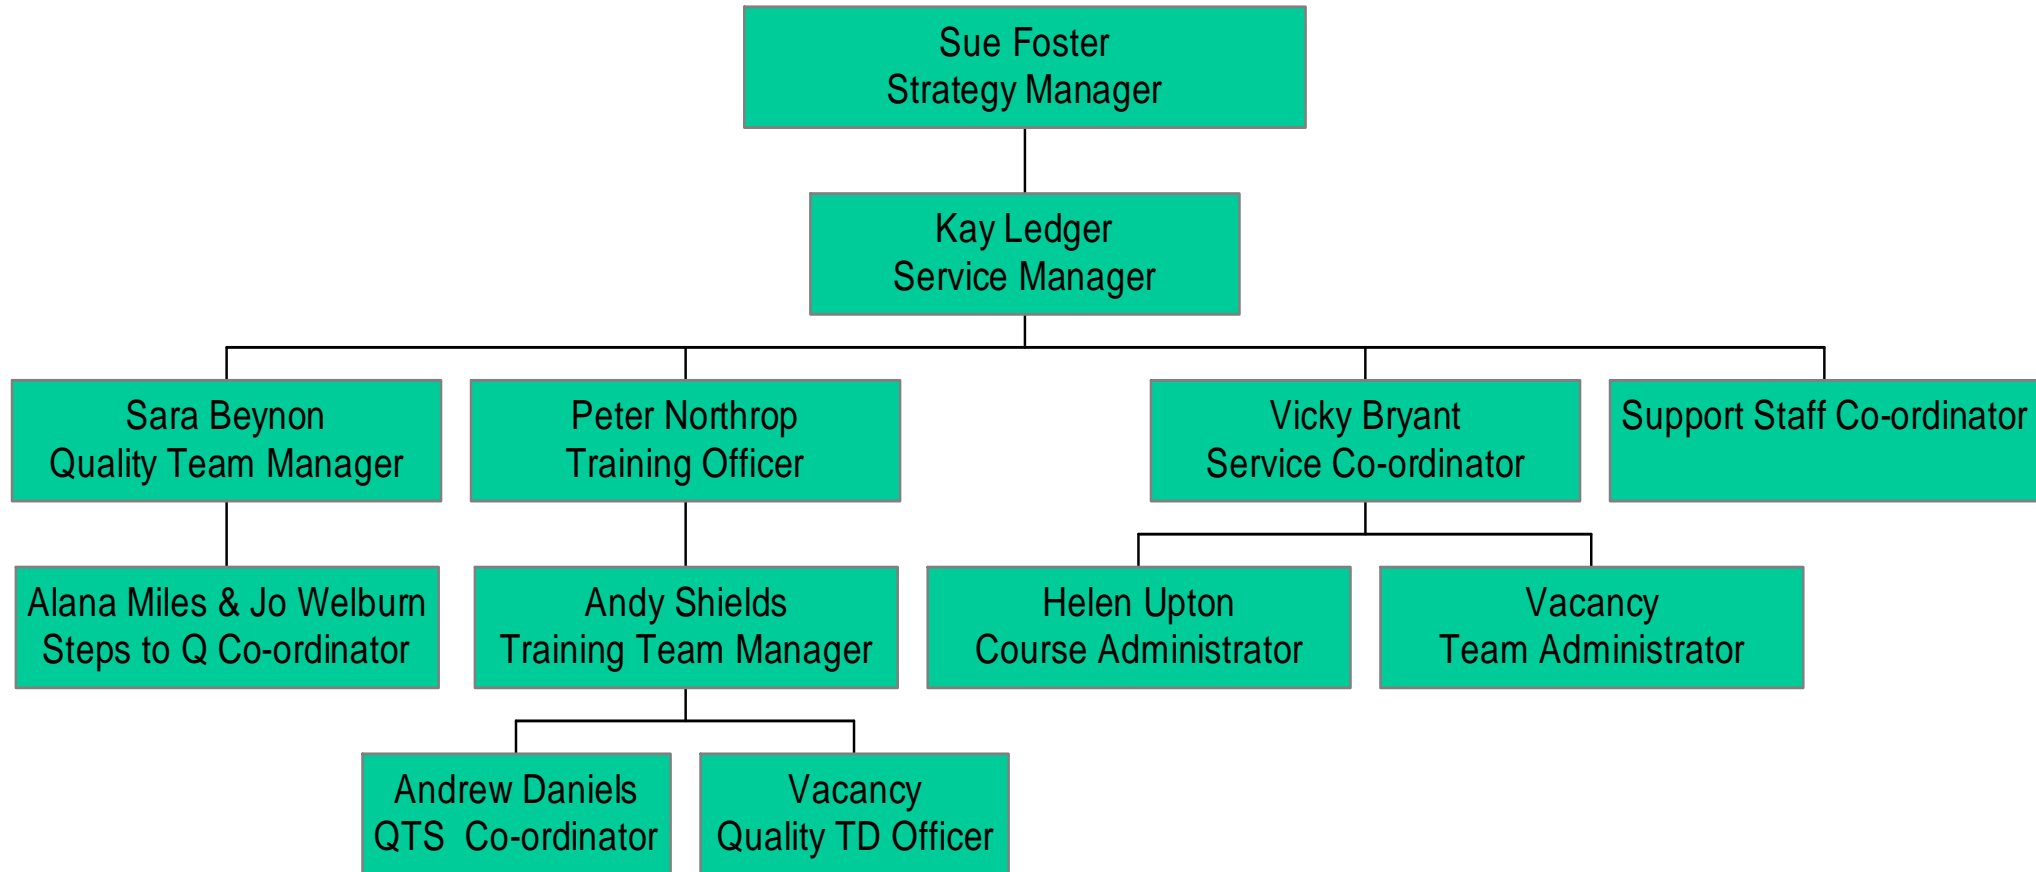 Sue Foster
Strategy Manager
Kay Ledger
Service Manager
Sara Beynon
Quality Team Manager
Peter Northrop
Training Officer
Vicky Bryant
Service Co-ordinator
Support Staff Co-ordinator
Alana Miles & Jo Welburn
Steps to Q Co-ordinator
Andy Shields
Training Team Manager
Helen Upton
Course Administrator
Vacancy
Team Administrator
Andrew Daniels
QTS  Co-ordinator
Vacancy
Quality TD Officer